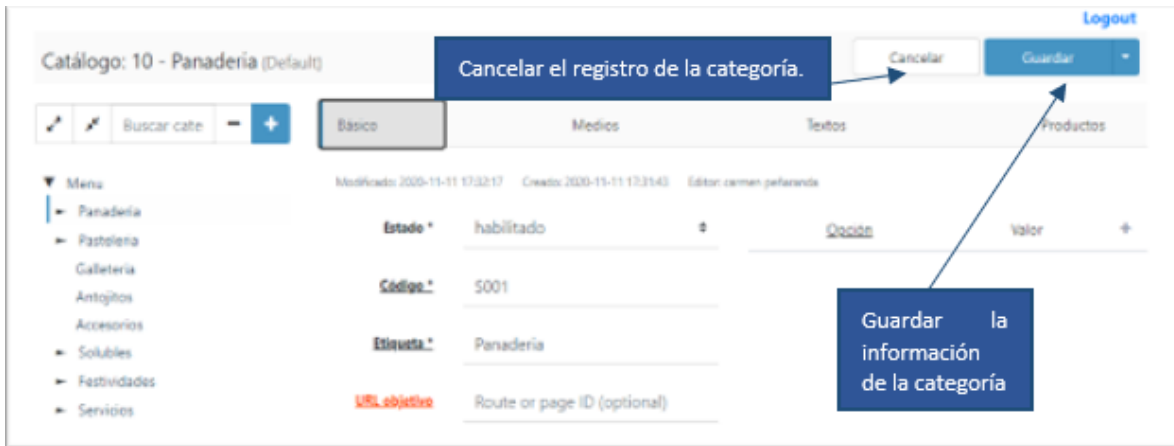 Logout
Catálogo: 10 - Panadería (Default)
Cancelar el registro de la categoría.
Cancelar
Guardar
Buscar cate
Básico
Medios
Textos
Productos
Modificado: 2020-11-11 17:32:17 Creado: 2020-11-11 17:31:43 Editor: carmen peñaranda
Menu
Panadería
Pastelería
Galletería
Antojitos
Accesorios
Solubles
Festividades
Servicios
Estado *
habilitado
Código *
S001
Etiqueta *
Panaderia
URL objetivo
Route or page ID (optional)
Opción
Valor
+
Guardar la
información
de la categoría